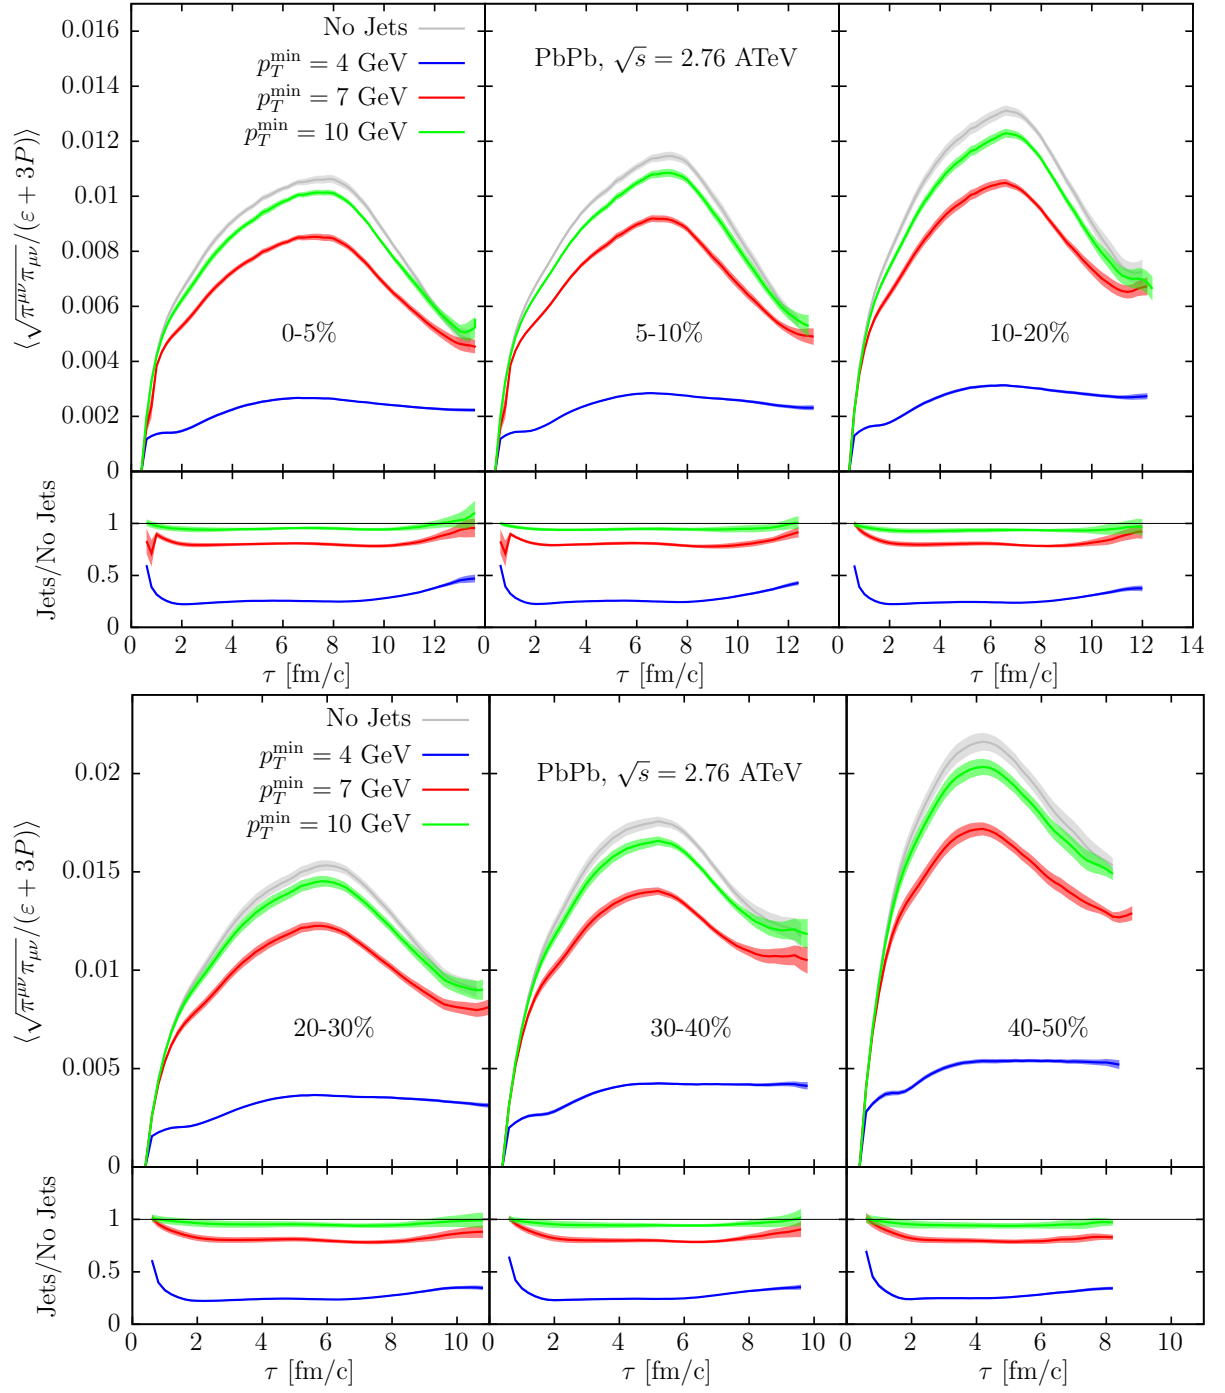 No Jets
p_T^min = 4 GeV
p_T^min = 7 GeV
p_T^min = 10 GeV
PbPb, √s = 2.76 ATeV
⟨√π^μν π_μν/(ε + 3P)⟩
0.016
0.014
0.012
0.01
0.008
0.006
0.004
0.002
0
0-5%
5-10%
10-20%
Jets/No Jets
1
0.5
0 2 4 6 8 10 12 0 2 4 6 8 10 12 0 2 4 6 8 10 12 14
τ [fm/c] τ [fm/c] τ [fm/c]
No Jets
p_T^min = 4 GeV
p_T^min = 7 GeV
p_T^min = 10 GeV
PbPb, √s = 2.76 ATeV
⟨√π^μν π_μν/(ε + 3P)⟩
0.02
0.015
0.01
0.005
0
20-30%
30-40%
40-50%
Jets/No Jets
1
0.5
0
0 2 4 6 8 10 0 2 4 6 8 10 0 2 4 6 8 10
τ [fm/c] τ [fm/c] τ [fm/c]